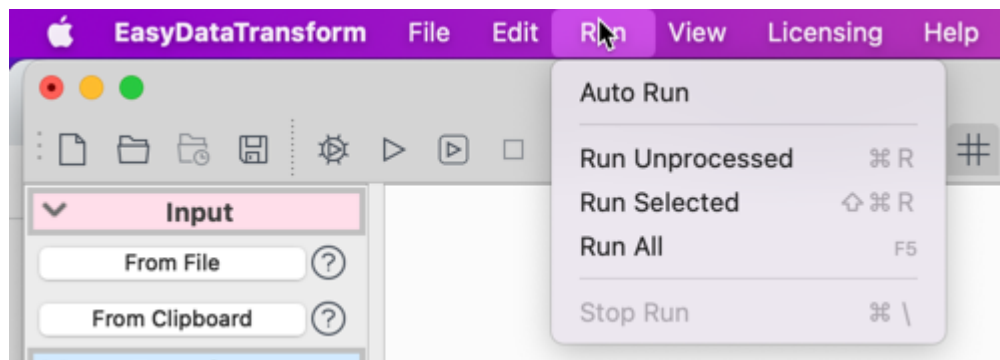 EasyDataTransform File Edit Run View Licensing Help
Auto Run
Run Unprocessed ⌘ R
Run Selected ⇧ ⌘ R
Run All F5
Stop Run ⌘ \
Input
From File ?
From Clipboard ?